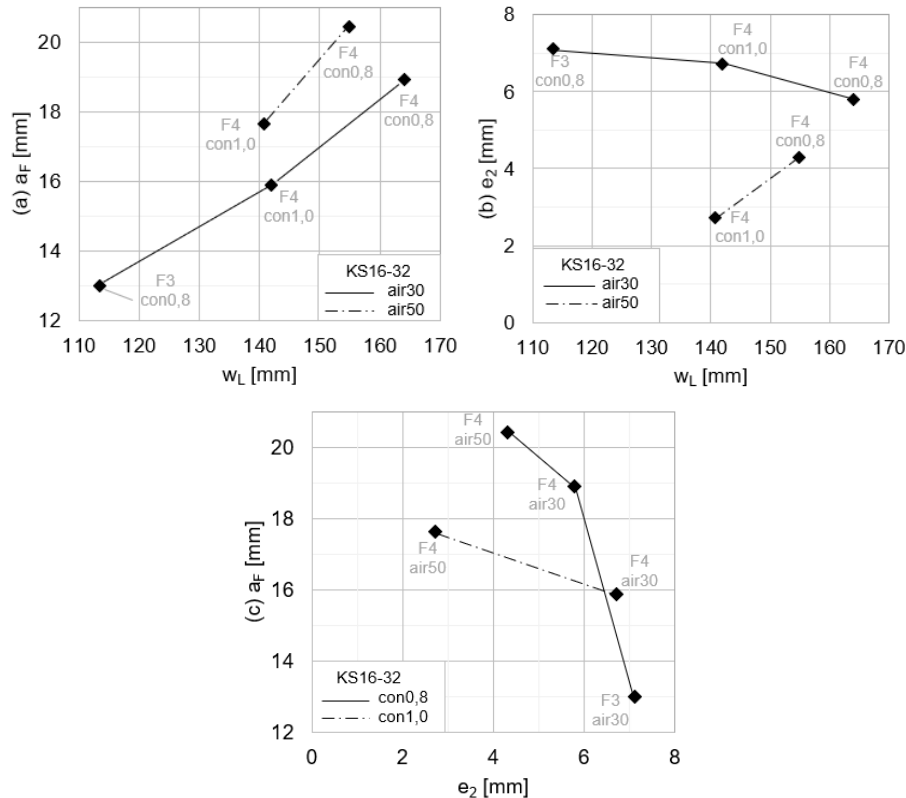 (a) a_F [mm]
20
18
16
14
12
F4
con0,8
F4
con0,8
F4
con1,0
F4
con1,0
F3
con0,8
KS16-32
air30
air50
110 120 130 140 150 160 170
w_L [mm]
(b) e_2 [mm]
8
6
4
2
0
F3
con0,8
F4
con1,0
F4
con0,8
F4
con0,8
F4
con1,0
KS16-32
air30
air50
110 120 130 140 150 160 170
w_L [mm]
(c) a_F [mm]
20
18
16
14
12
F4
air50
F4
air30
F4
air50
F4
air30
F3
air30
KS16-32
con0,8
con1,0
0 2 4 6 8
e_2 [mm]